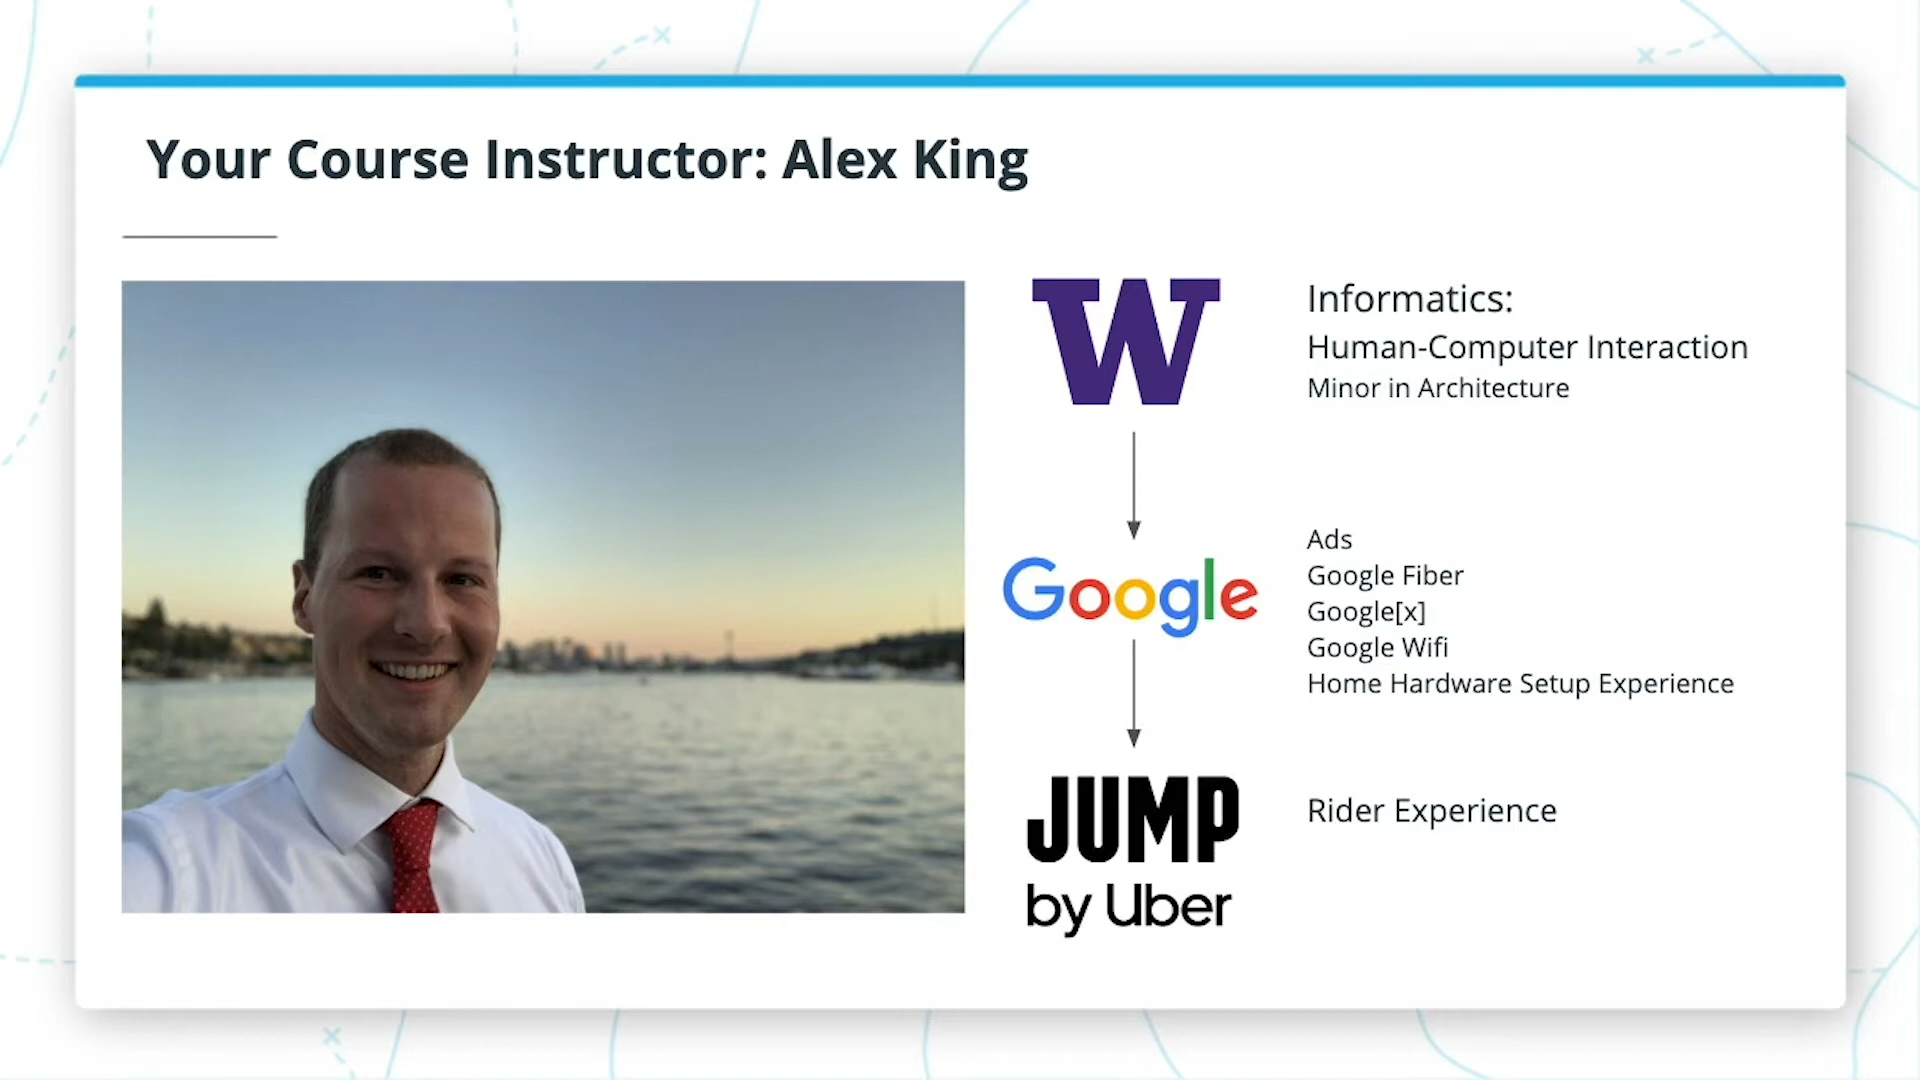 Your Course Instructor: Alex King
W
Informatics:
Human-Computer Interaction
Minor in Architecture
Google
Ads
Google Fiber
Google[x]
Google Wifi
Home Hardware Setup Experience
JUMP
by Uber
Rider Experience